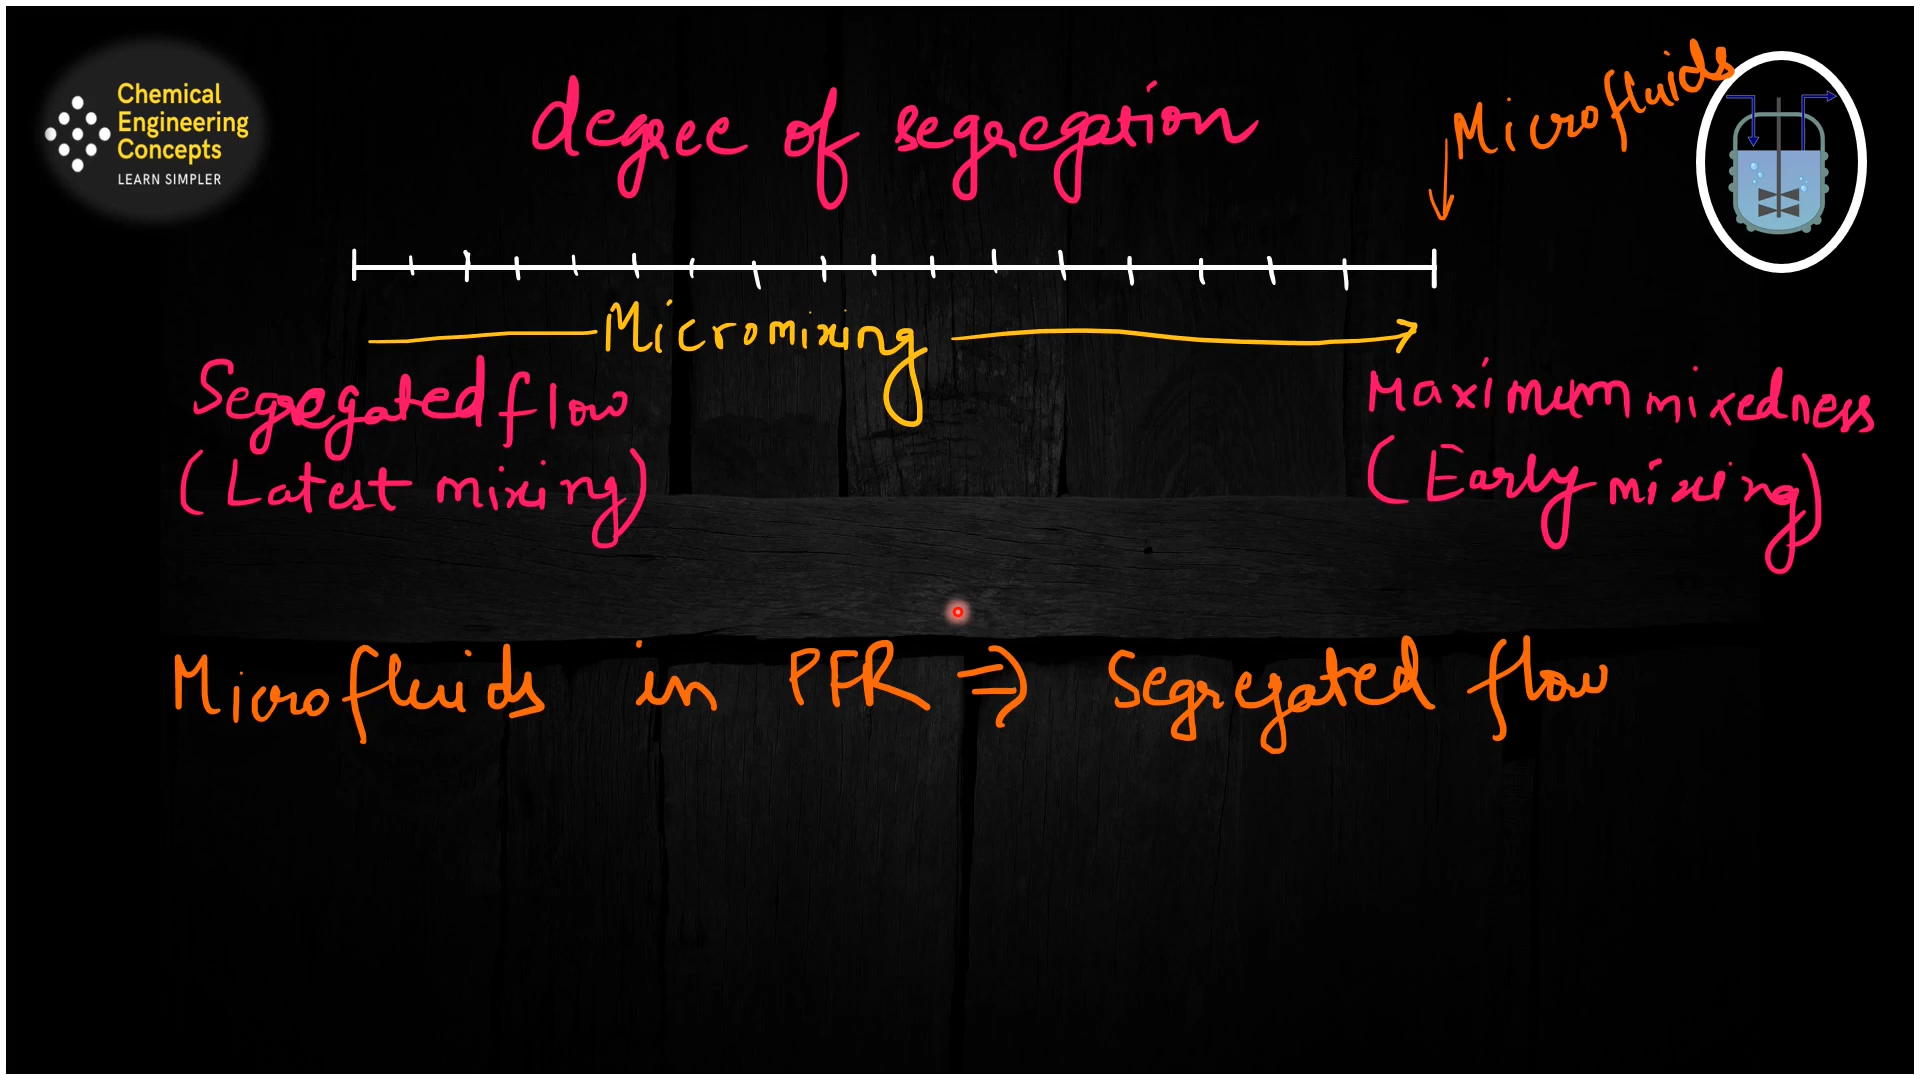 Chemical
Engineering
Concepts
LEARN SIMPLER
degree of segregation
Microfluids
Micromixing
Segregated flow
(Latest mixing)
Maximum mixedness
(Early mixing)
Microfluids in PFR ⇒ Segregated flow